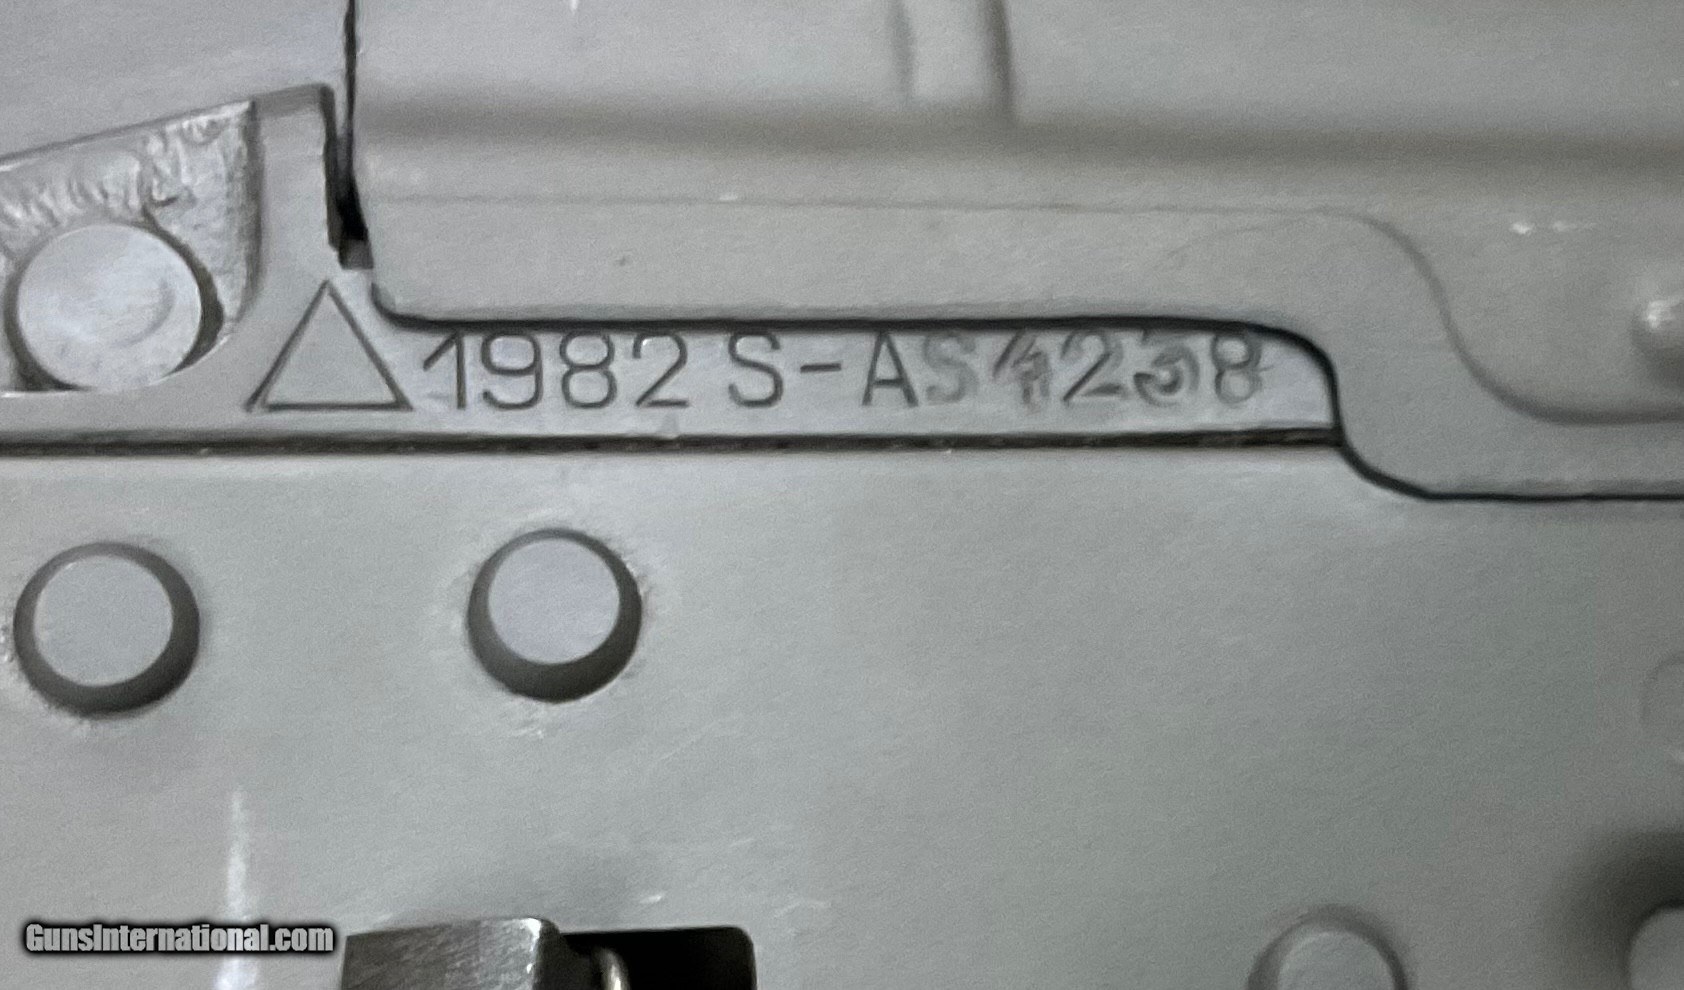 △1982 S-AS4238
GunsInternational.com